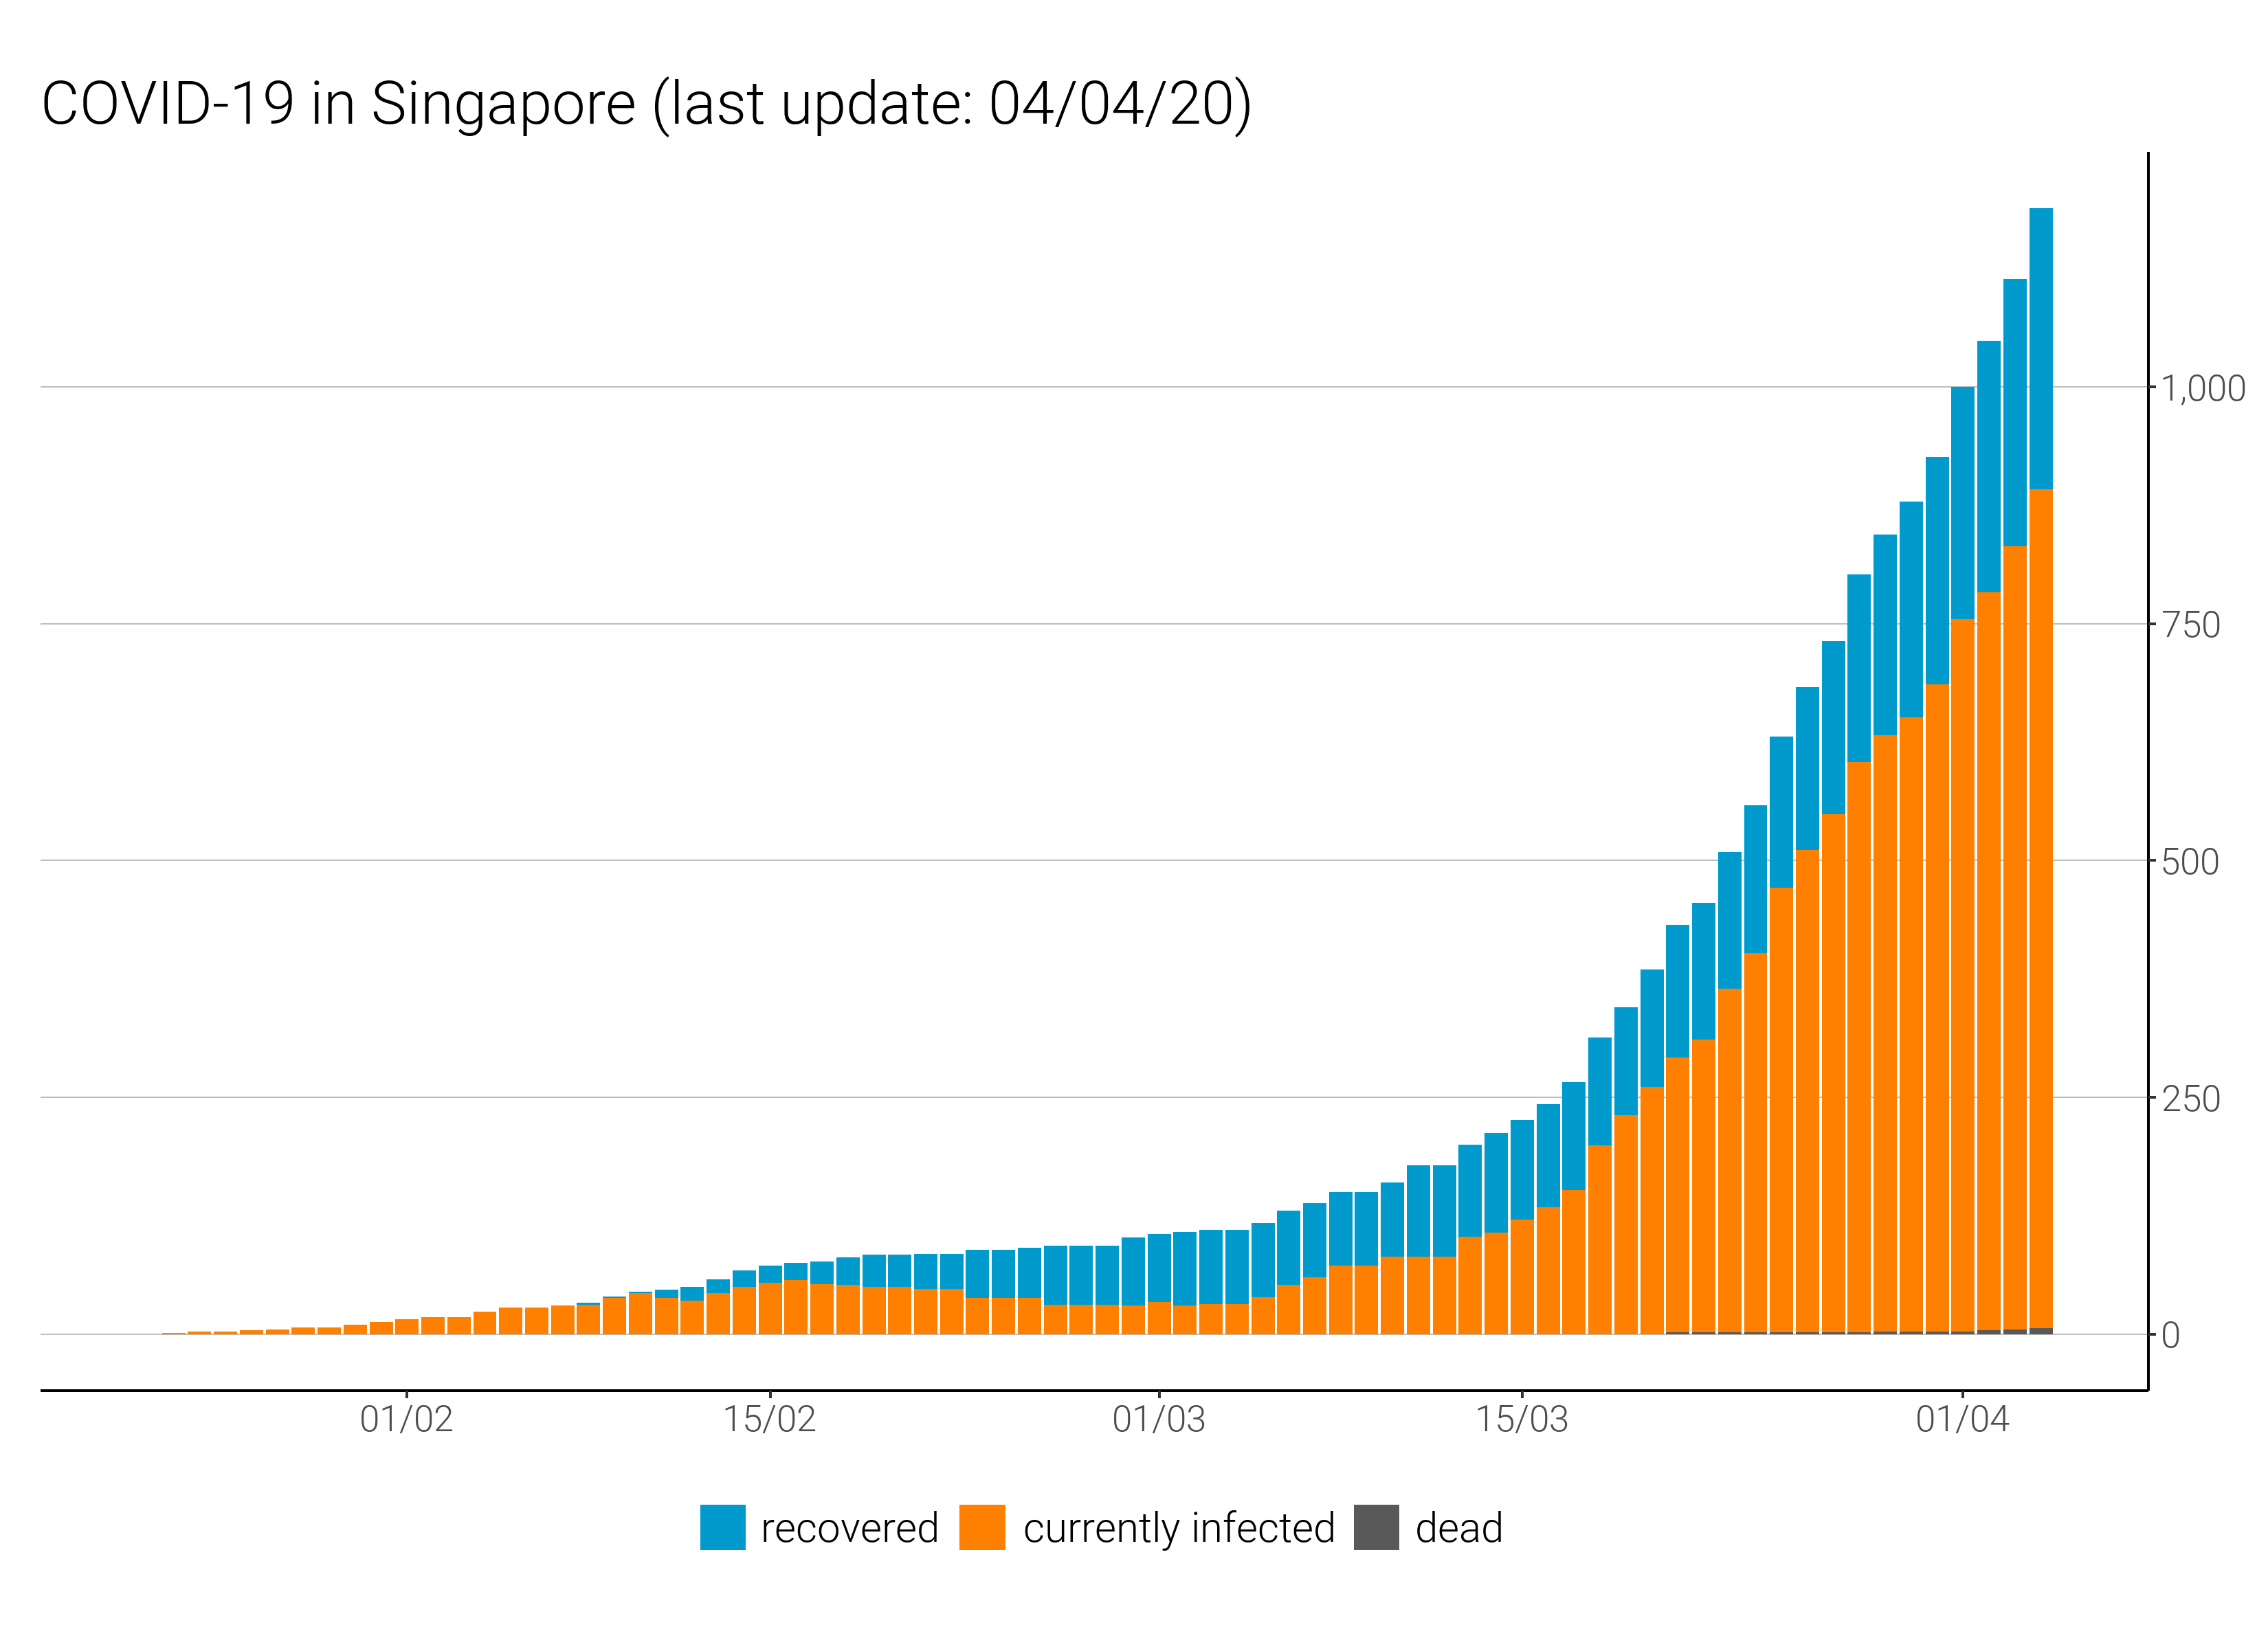 COVID-19 in Singapore (last update: 04/04/20)
1,000
750
500
250
0
01/02 15/02 01/03 15/03 01/04
recovered currently infected dead